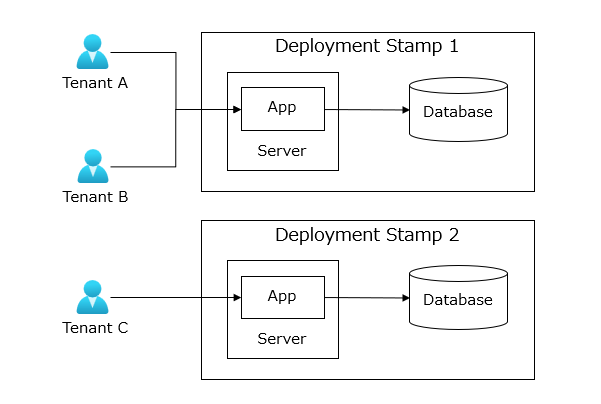 Tenant A
Tenant B
Deployment Stamp 1
App
Server
Database
Tenant C
Deployment Stamp 2
App
Server
Database